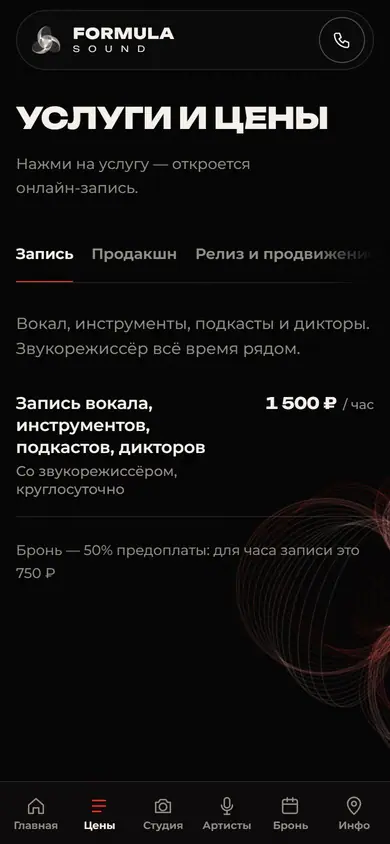 FORMULA
SOUND
УСЛУГИ И ЦЕНЫ
Нажми на услугу — откроется
онлайн-запись.
Запись Продакшн Релиз и продвижени
Вокал, инструменты, подкасты и дикторы.
Звукорежиссёр всё время рядом.
Запись вокала, 1 500 ₽ / час
инструментов,
подкастов, дикторов
Со звукорежиссёром,
круглосуточно
Бронь — 50% предоплаты: для часа записи это
750 ₽
Главная Цены Студия Артисты Бронь Инфо